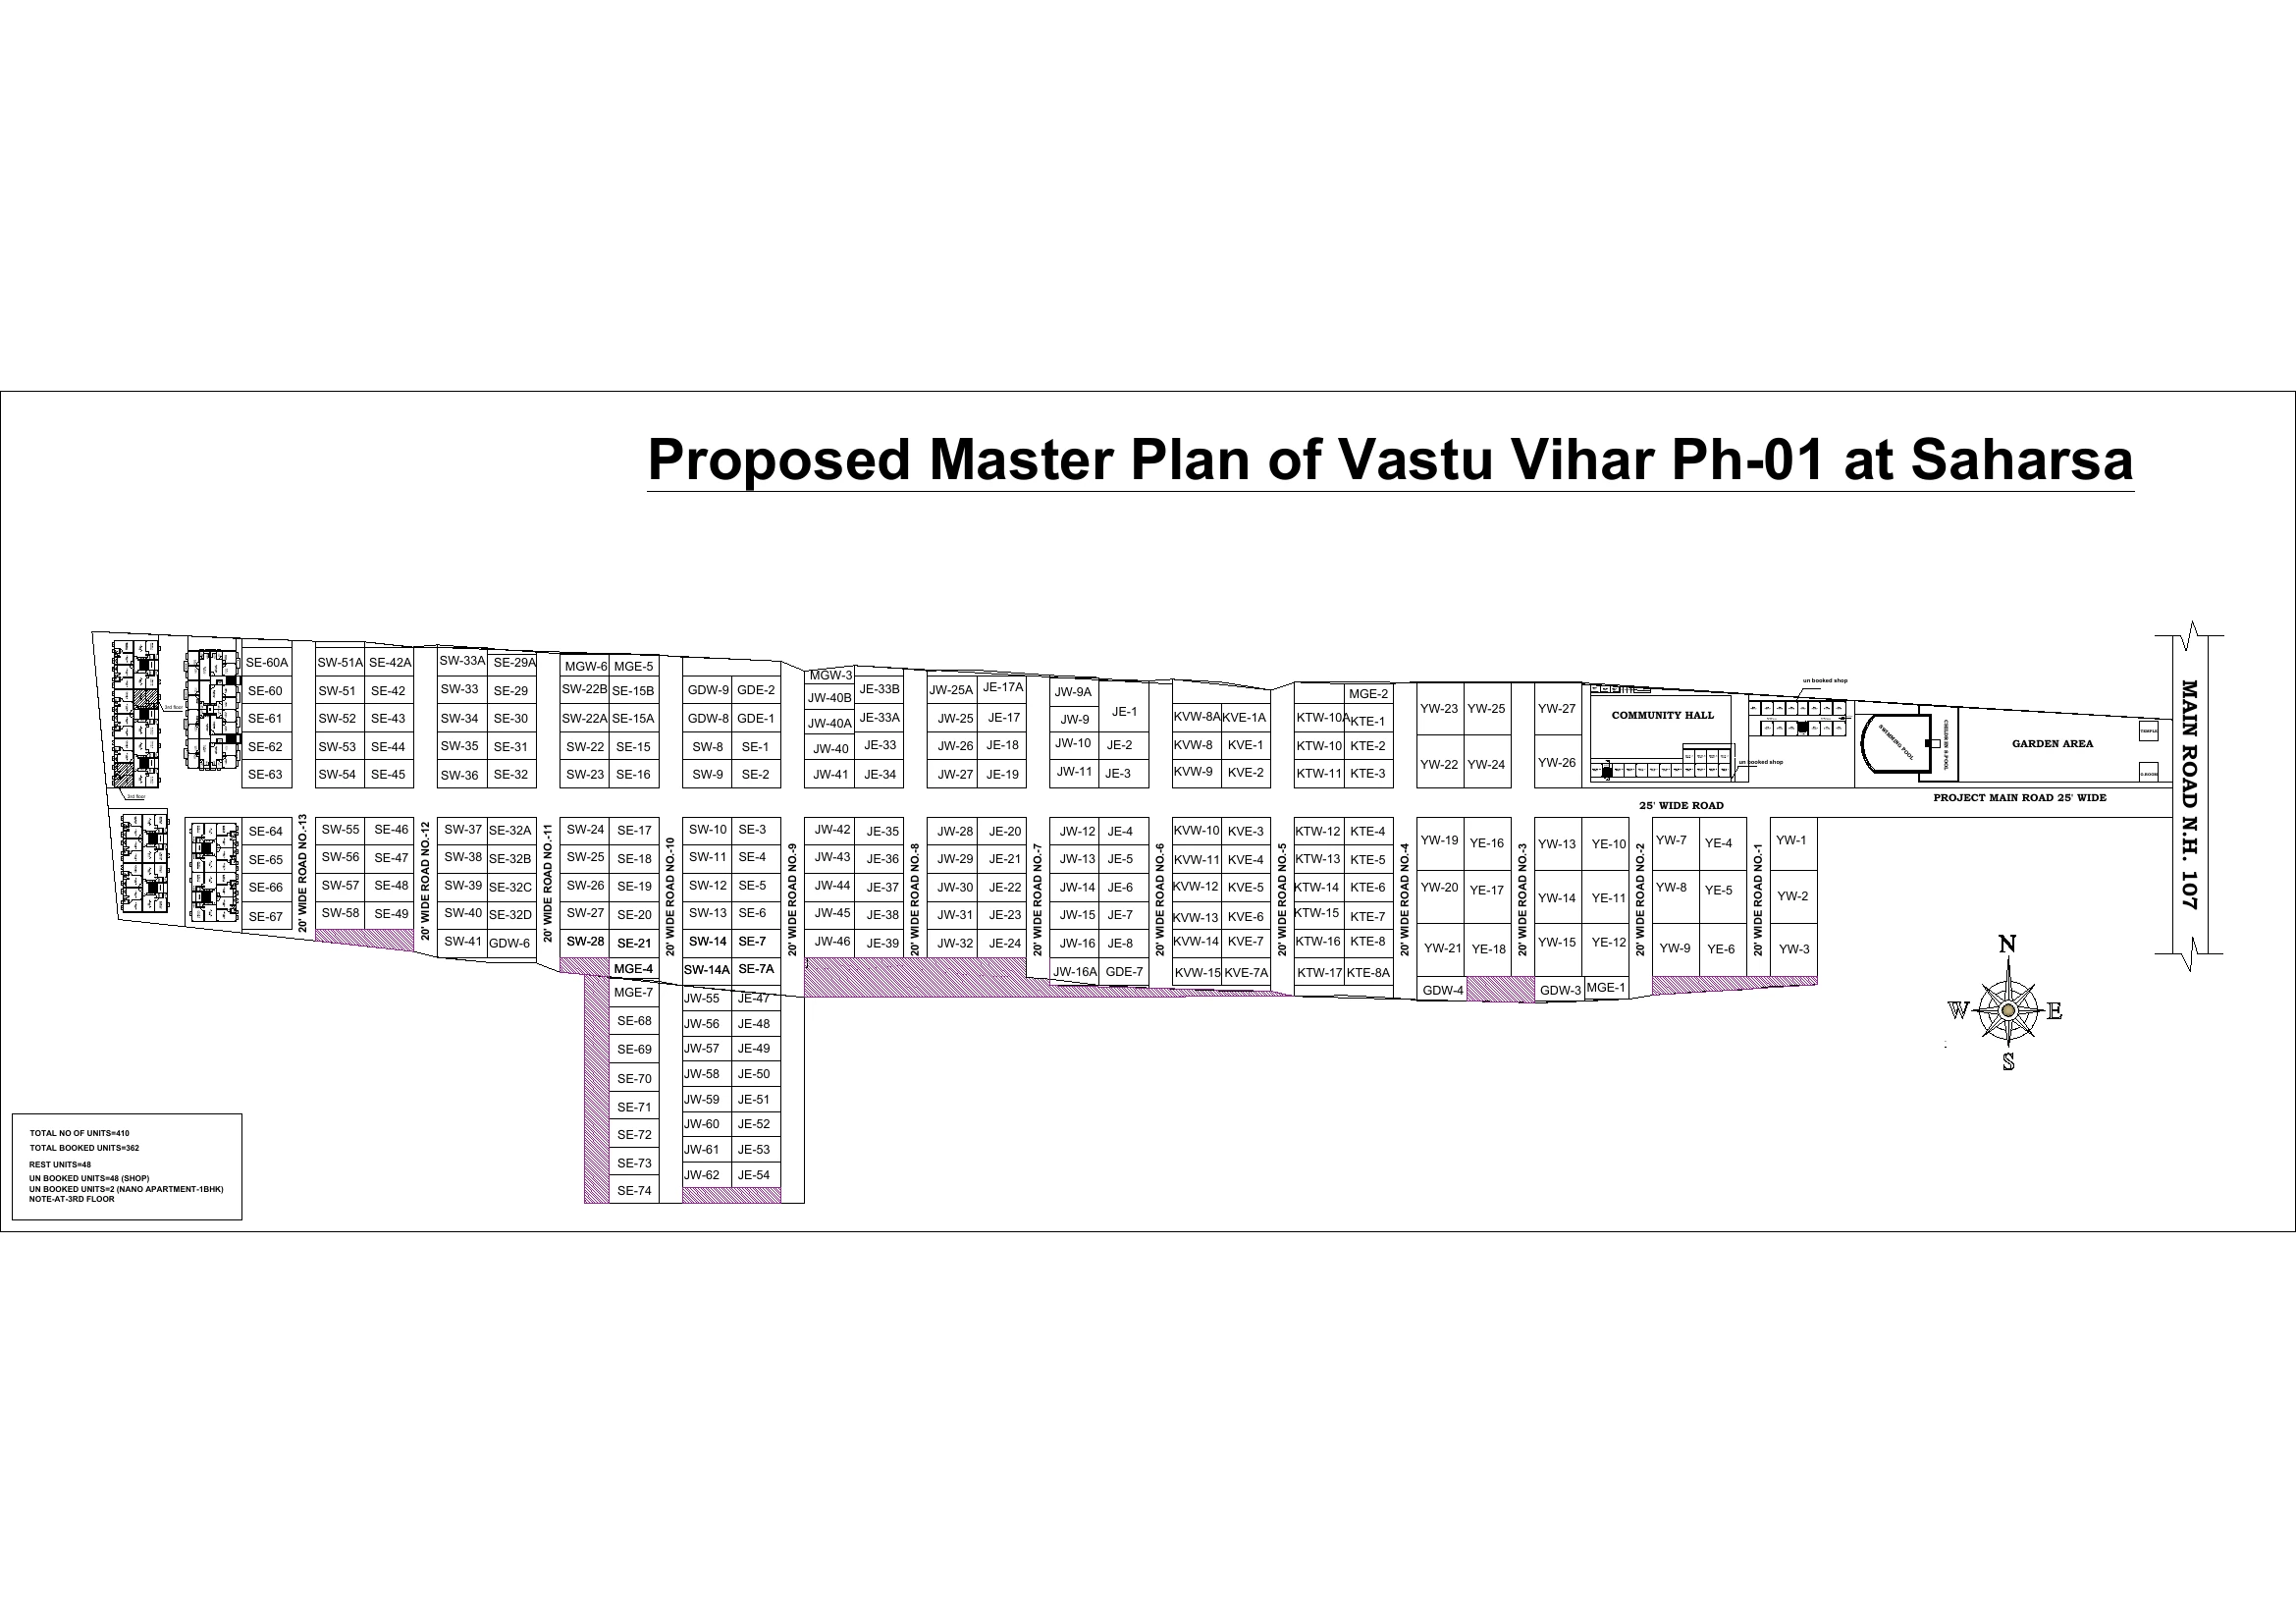 Proposed Master Plan of Vastu Vihar Ph-01 at Saharsa
un booked shop
SE-60A SW-51A SE-42A SW-33A SE-29A MGW-6 MGE-5 MGW-3
SE-60 SW-51 SE-42 SW-33 SE-29 SW-22B SE-15B GDW-9 GDE-2 JW-40B JE-33B JW-25A JE-17A JW-9A MGE-2
3rd floor
SE-61 SW-52 SE-43 SW-34 SE-30 SW-22A SE-15A GDW-8 GDE-1 JW-40A JE-33A JW-25 JE-17 JW-9 JE-1 KVW-8A KVE-1A KTW-10A KTE-1 YW-23 YW-25 YW-27 COMMUNITY HALL
SE-62 SW-53 SE-44 SW-35 SE-31 SW-22 SE-15 SW-8 SE-1 JW-40 JE-33 JW-26 JE-18 JW-10 JE-2 KVW-8 KVE-1 KTW-10 KTE-2
SWIMMING POOL
CHILDREN'S POOL
GARDEN AREA
TEMPLE
G.ROOM
un booked shop
SE-63 SW-54 SE-45 SW-36 SE-32 SW-23 SE-16 SW-9 SE-2 JW-41 JE-34 JW-27 JE-19 JW-11 JE-3 KVW-9 KVE-2 KTW-11 KTE-3 YW-22 YW-24 YW-26
3rd floor
25' WIDE ROAD
PROJECT MAIN ROAD 25' WIDE
MAIN ROAD N.H. 107
SE-64 SW-55 SE-46 SW-37 SE-32A SW-24 SE-17 SW-10 SE-3 JW-42 JE-35 JW-28 JE-20 JW-12 JE-4 KVW-10 KVE-3 KTW-12 KTE-4 YW-19 YE-16 YW-13 YE-10 YW-7 YE-4 YW-1
SE-65 SW-56 SE-47 SW-38 SE-32B SW-25 SE-18 SW-11 SE-4 JW-43 JE-36 JW-29 JE-21 JW-13 JE-5 KVW-11 KVE-4 KTW-13 KTE-5
SE-66 SW-57 SE-48 SW-39 SE-32C SW-26 SE-19 SW-12 SE-5 JW-44 JE-37 JW-30 JE-22 JW-14 JE-6 KVW-12 KVE-5 KTW-14 KTE-6 YW-20 YE-17 YW-14 YE-11 YW-8 YE-5 YW-2
SE-67 SW-58 SE-49 SW-40 SE-32D SW-27 SE-20 SW-13 SE-6 JW-45 JE-38 JW-31 JE-23 JW-15 JE-7 KVW-13 KVE-6 KTW-15 KTE-7
SW-41 GDW-6 SW-28 SE-21 SW-14 SE-7 JW-46 JE-39 JW-32 JE-24 JW-16 JE-8 KVW-14 KVE-7 KTW-16 KTE-8 YW-21 YE-18 YW-15 YE-12 YW-9 YE-6 YW-3
MGE-4 SW-14A SE-7A JW-16A GDE-7 KVW-15 KVE-7A KTW-17 KTE-8A
20' WIDE ROAD NO.-13
20' WIDE ROAD NO.-12
20' WIDE ROAD NO.-11
20' WIDE ROAD NO.-10
20' WIDE ROAD NO.-9
20' WIDE ROAD NO.-8
20' WIDE ROAD NO.-7
20' WIDE ROAD NO.-6
20' WIDE ROAD NO.-5
20' WIDE ROAD NO.-4
20' WIDE ROAD NO.-3
20' WIDE ROAD NO.-2
20' WIDE ROAD NO.-1
MGE-7 JW-55 JE-47 GDW-4 GDW-3 MGE-1
SE-68 JW-56 JE-48
SE-69 JW-57 JE-49
SE-70 JW-58 JE-50
SE-71 JW-59 JE-51
SE-72 JW-60 JE-52
SE-73 JW-61 JE-53
SE-74 JW-62 JE-54
N
W E
S
TOTAL NO OF UNITS=410
TOTAL BOOKED UNITS=362
REST UNITS=48
UN BOOKED UNITS=48 (SHOP)
UN BOOKED UNITS=2 (NANO APARTMENT-1BHK)
NOTE-AT-3RD FLOOR